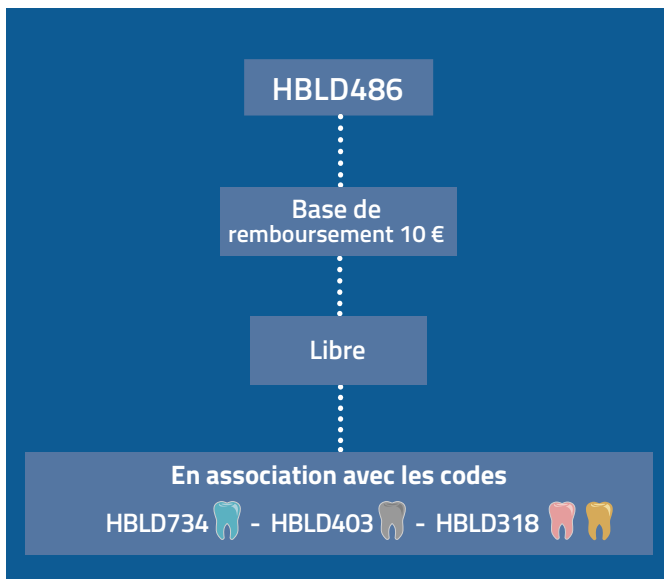 HBLD486
Base de
remboursement 10 €
Libre
En association avec les codes
HBLD734 - HBLD403 - HBLD318